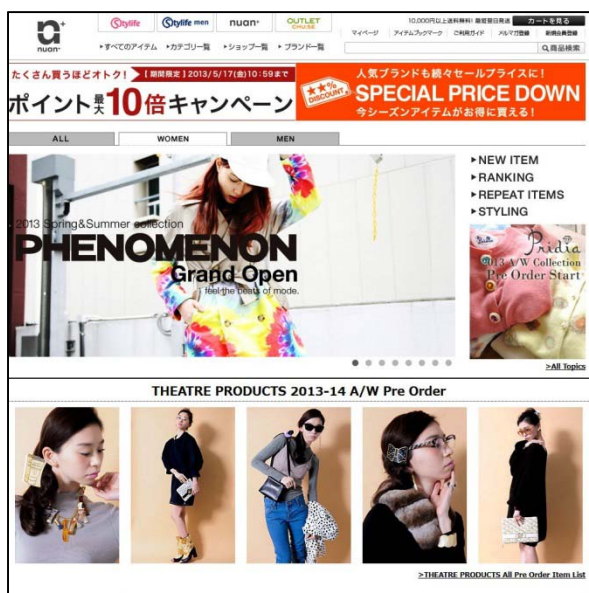 nuan+
Stylife
Stylife men
nuan+
OUTLET
CHUSE
10,000円以上送料無料! 最短翌日発送
カートを見る
マイページ
アイテムブックマーク
ご利用ガイド
メルマガ登録
新規会員登録
▶すべてのアイテム
▶カテゴリ一覧
▶ショップ一覧
▶ブランド一覧
商品検索
たくさん買うほどオトク!
【期間限定】2013/5/17(金)10:59まで
ポイント最大10倍キャンペーン
★★%
DISCOUNT
人気ブランドも続々セールプライスに!
SPECIAL PRICE DOWN
今シーズンアイテムがお得に買える!
ALL
WOMEN
MEN
2013 Spring&Summer collection
PHENOMENON
Grand Open
feel the beats of mode.
▶NEW ITEM
▶RANKING
▶REPEAT ITEMS
▶STYLING
Pridia
2013 A/W Collection
Pre Order Start
>All Topics
THEATRE PRODUCTS 2013-14 A/W Pre Order
>THEATRE PRODUCTS All Pre Order Item List